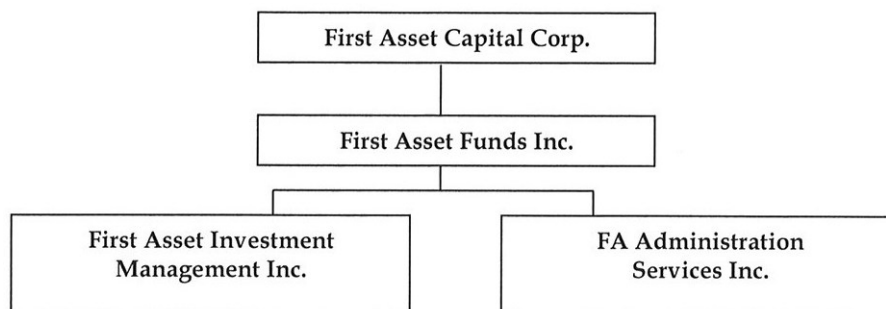 First Asset Capital Corp.
First Asset Funds Inc.
First Asset Investment
Management Inc.
FA Administration
Services Inc.